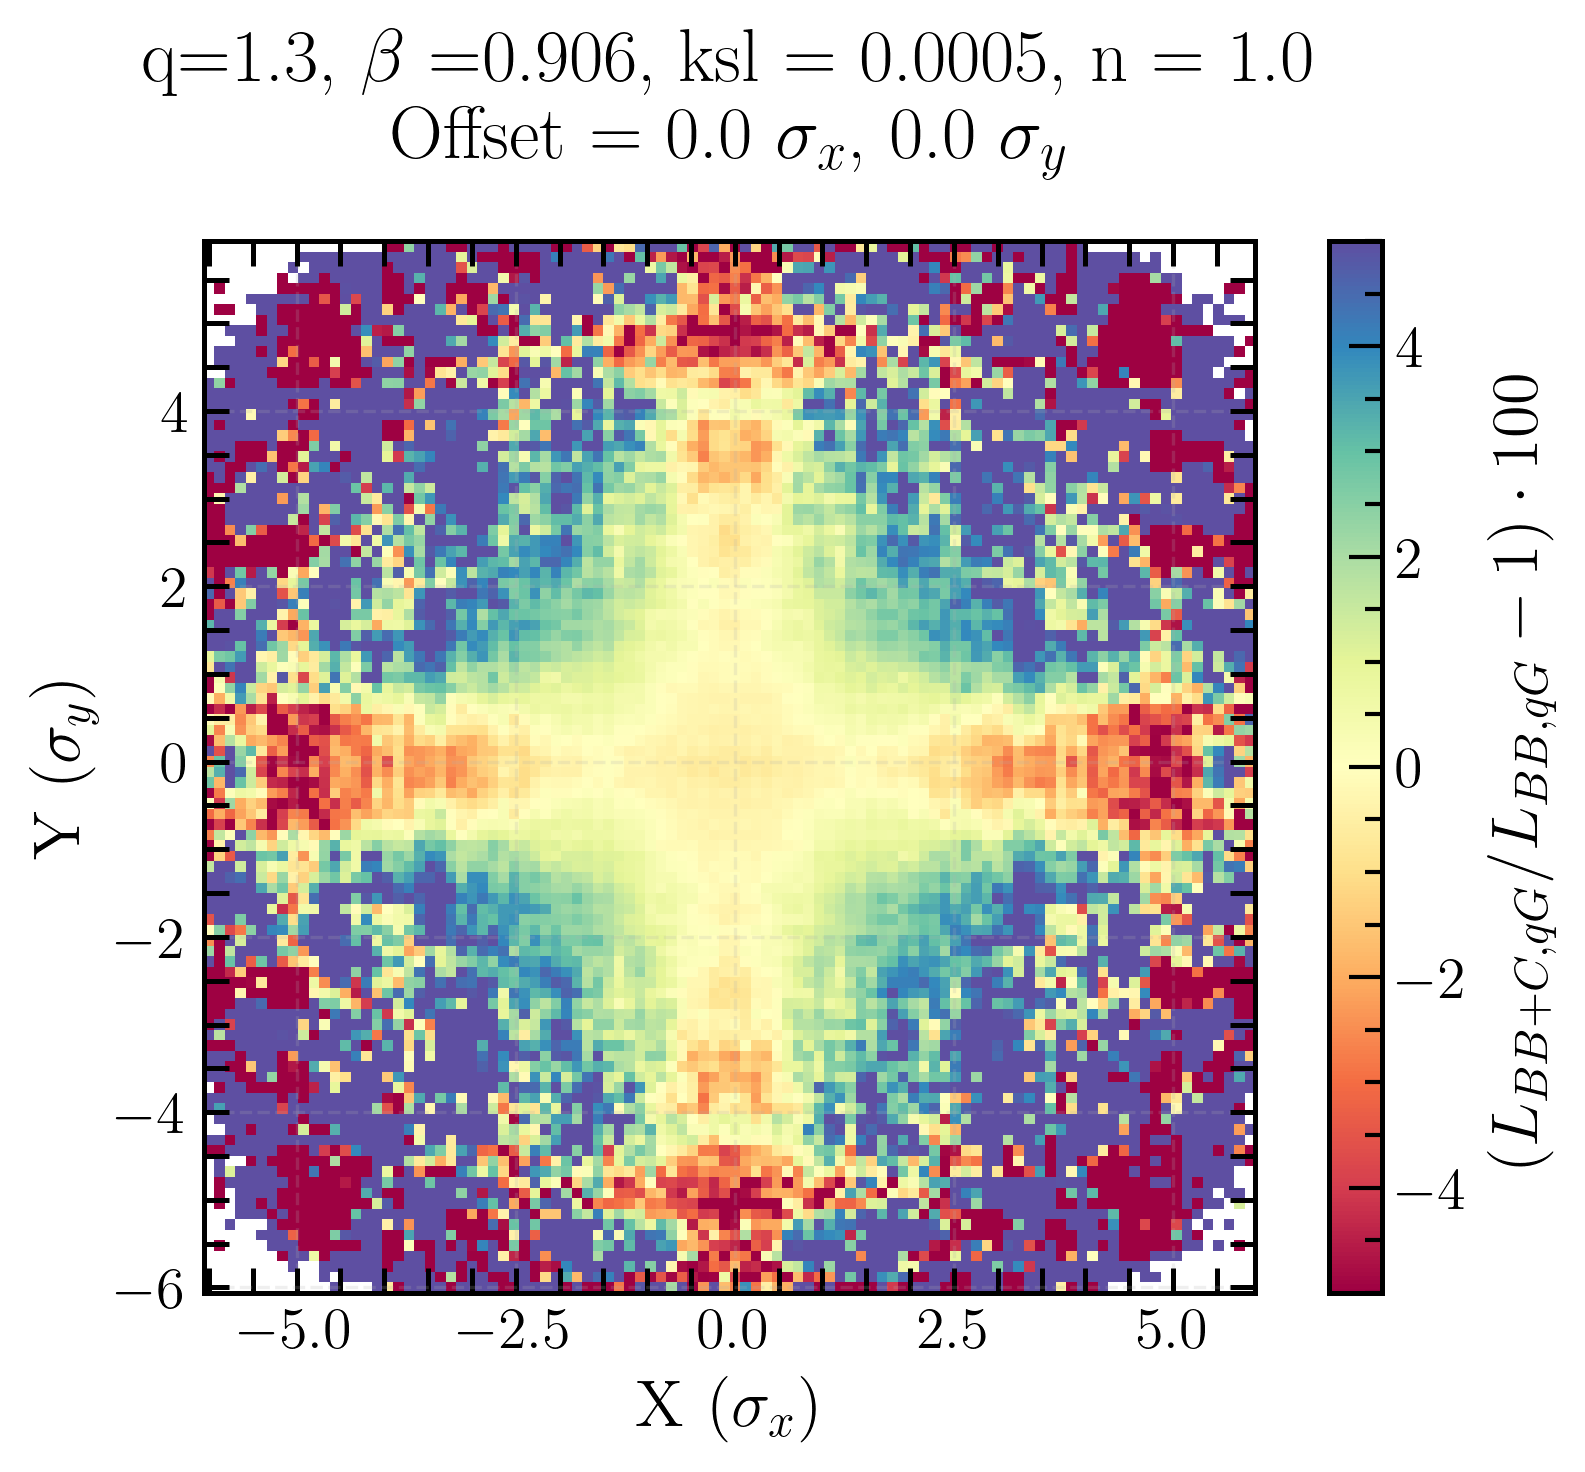 q=1.3, β =0.906, ksl = 0.0005, n = 1.0
Offset = 0.0 σx, 0.0 σy
Y (σy)
4
2
0
−2
−4
−6
−5.0 −2.5 0.0 2.5 5.0
X (σx)
4
2
0
−2
−4
(LBB+C,qG/LBB,qG − 1) · 100